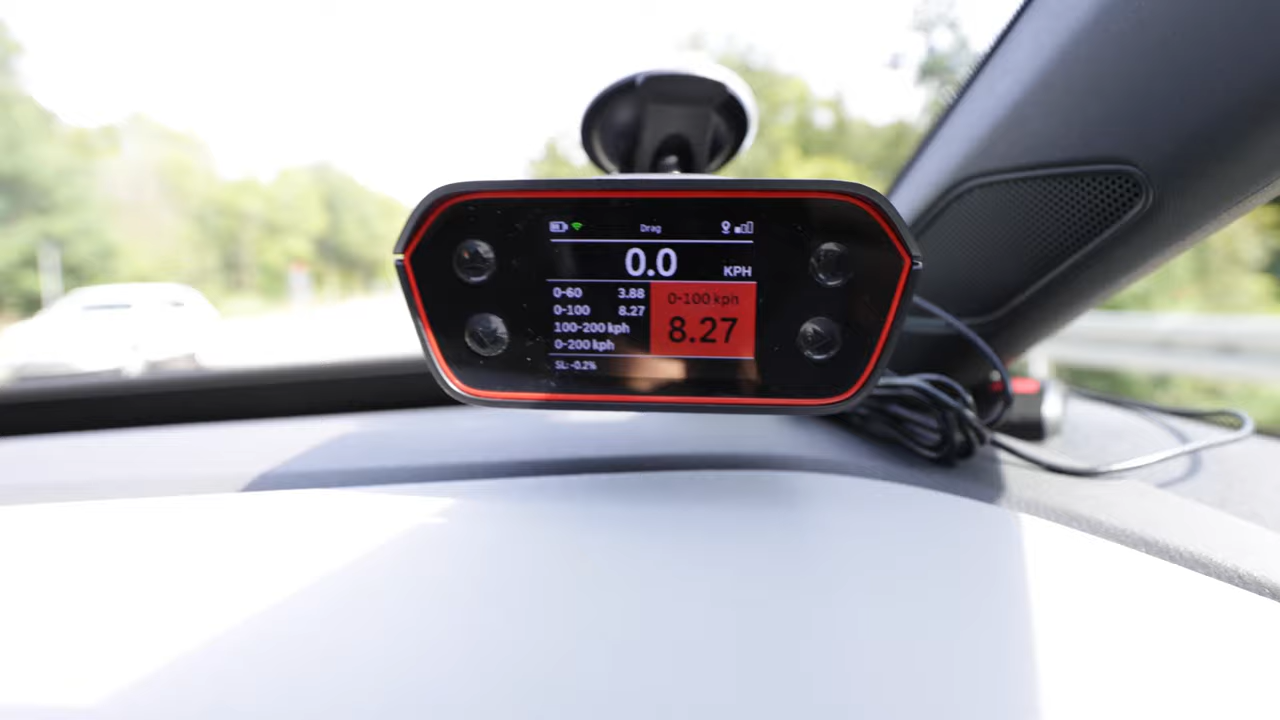 Drag
0.0 KPH
0-60 3.88
0-100 8.27
100-200 kph
0-200 kph
0-100 kph
8.27
SL: -0.2%